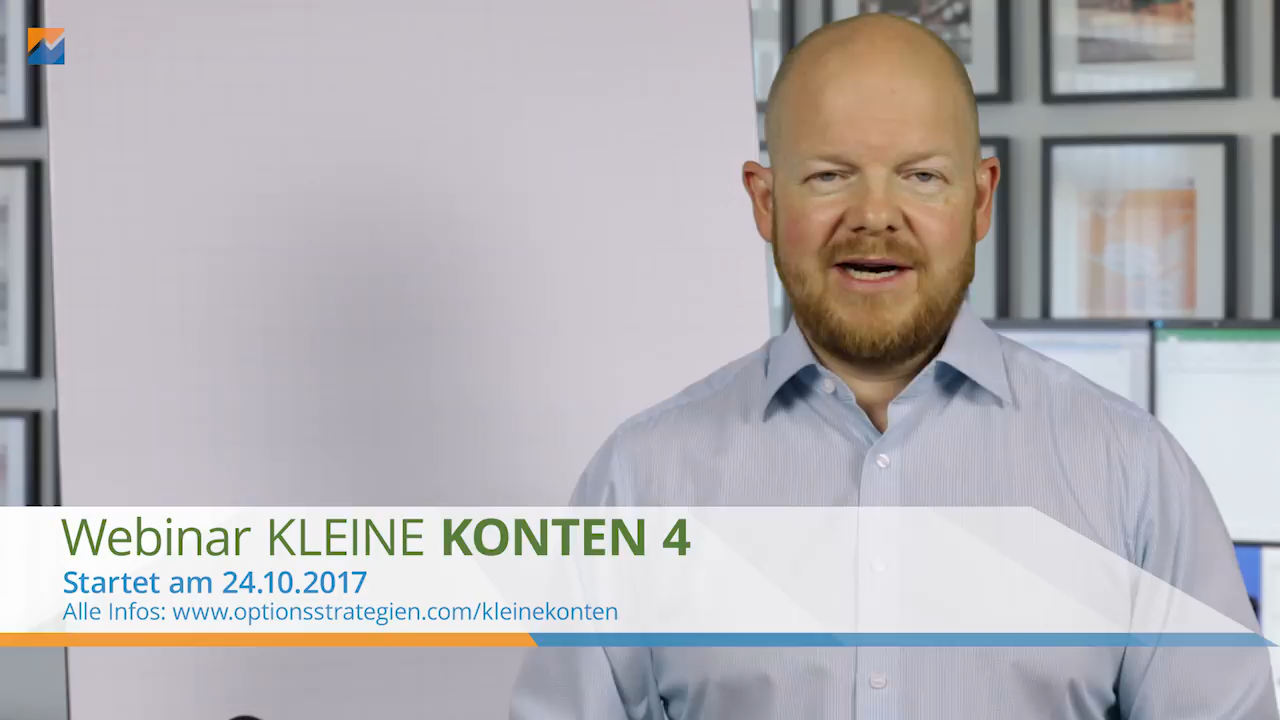 Webinar KLEINE KONTEN 4
Startet am 24.10.2017
Alle Infos: www.optionsstrategien.com/kleinekonten